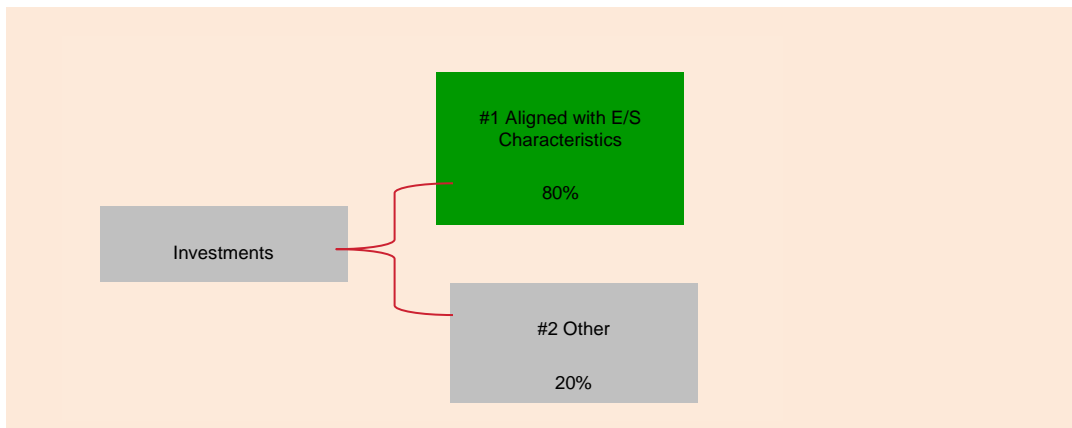 #1 Aligned with E/S
Characteristics
80%
Investments
#2 Other
20%